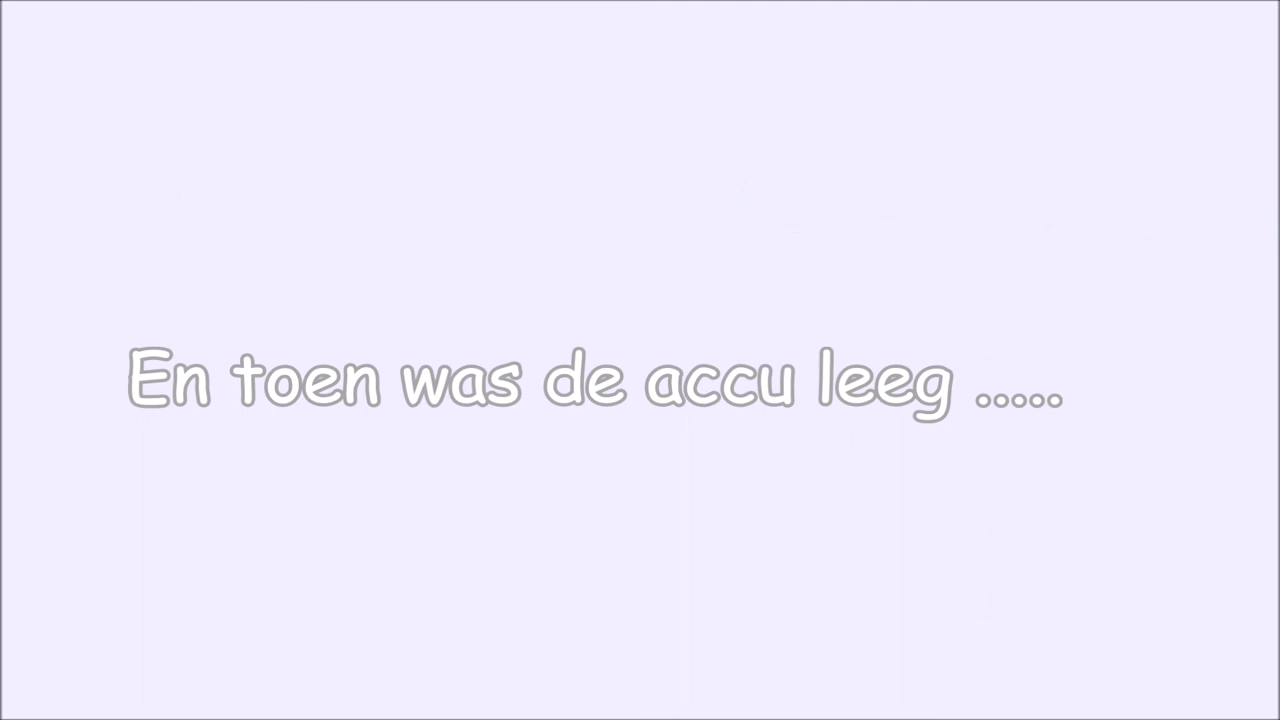 En toen was de accu leeg .....